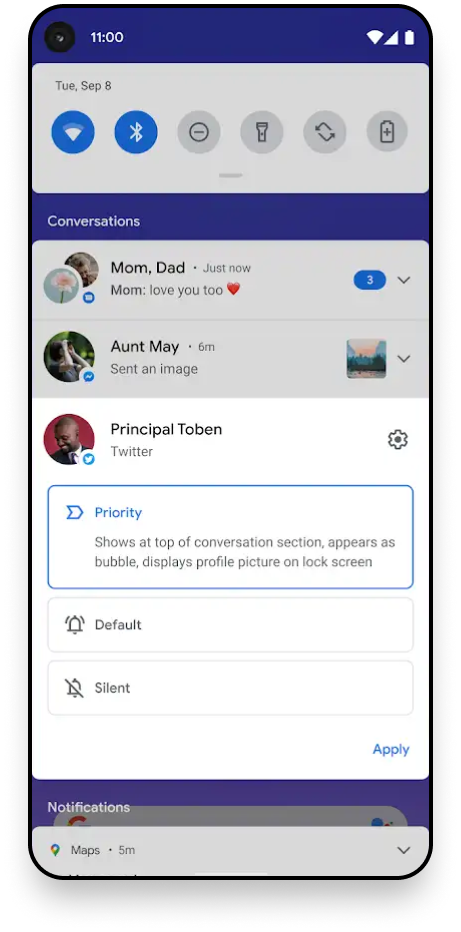 11:00
Tue, Sep 8
Conversations
Mom, Dad · Just now
Mom: love you too ❤️
3
Aunt May · 6m
Sent an image
Principal Toben
Twitter
Priority
Shows at top of conversation section, appears as
bubble, displays profile picture on lock screen
Default
Silent
Apply
Notifications
Maps · 5m